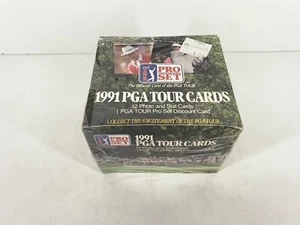 PGA TOUR
PRO
SET
The Official Card of the PGA TOUR
1991 PGA TOUR CARDS
12 Photo and Stat Cards
1 PGA TOUR Pro Set Discount Card
COLLECT THE EXCITEMENT OF THE PGA TOUR
PRO
SET
1991
PGA TOUR CARDS